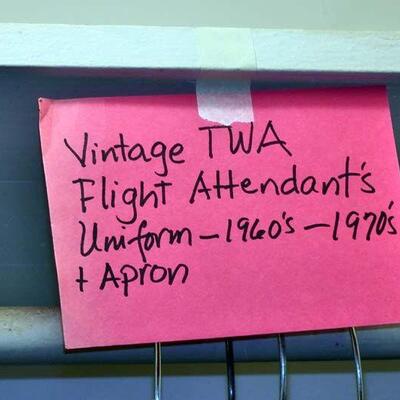 Vintage TWA
Flight Attendant's
Uniform - 1960's - 1970's
+ Apron